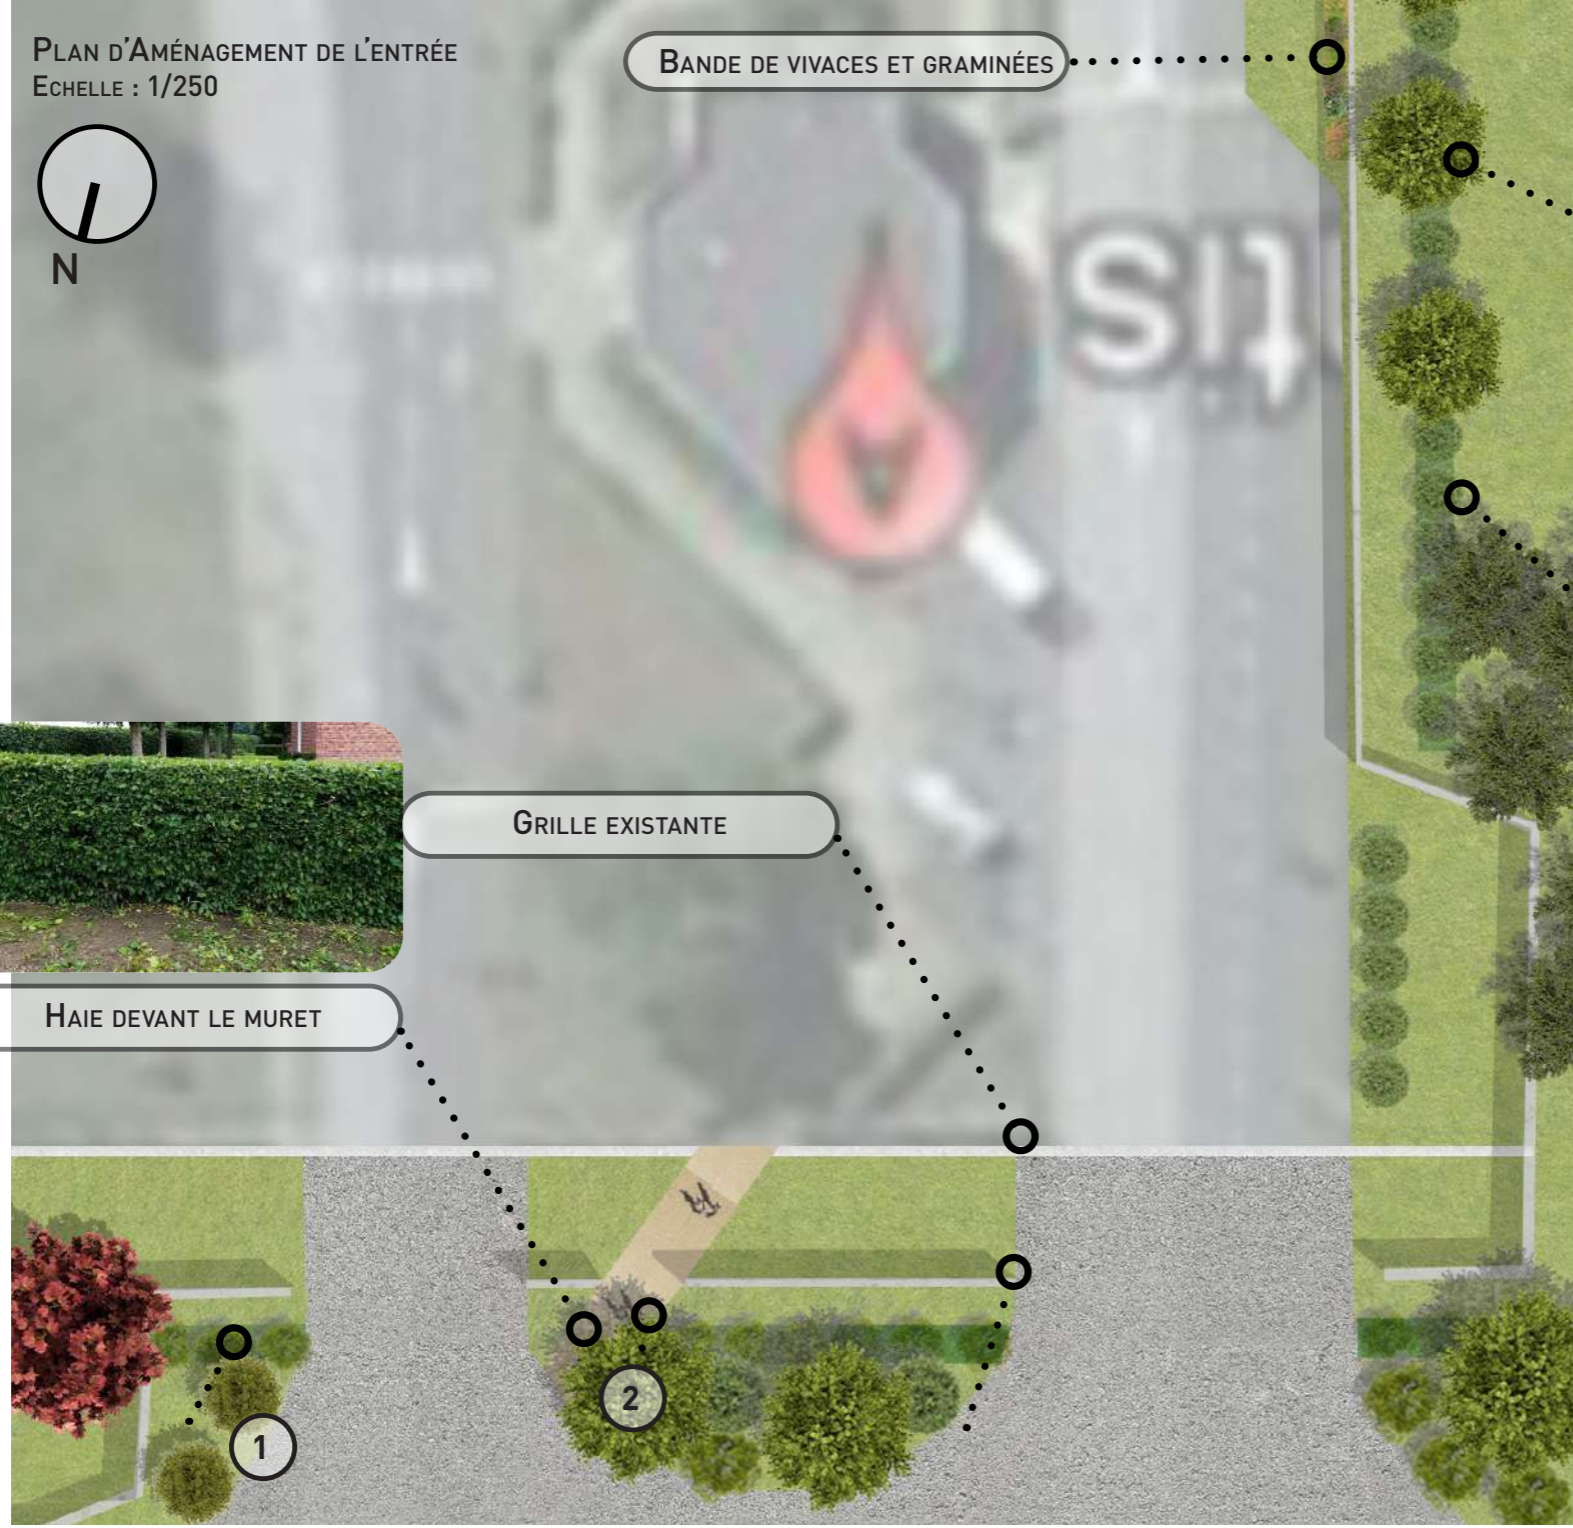 Plan d'Aménagement de l'entrée
Echelle : 1/250
N
Bande de vivaces et graminées
tis
Grille existante
Haie devant le muret
1
2